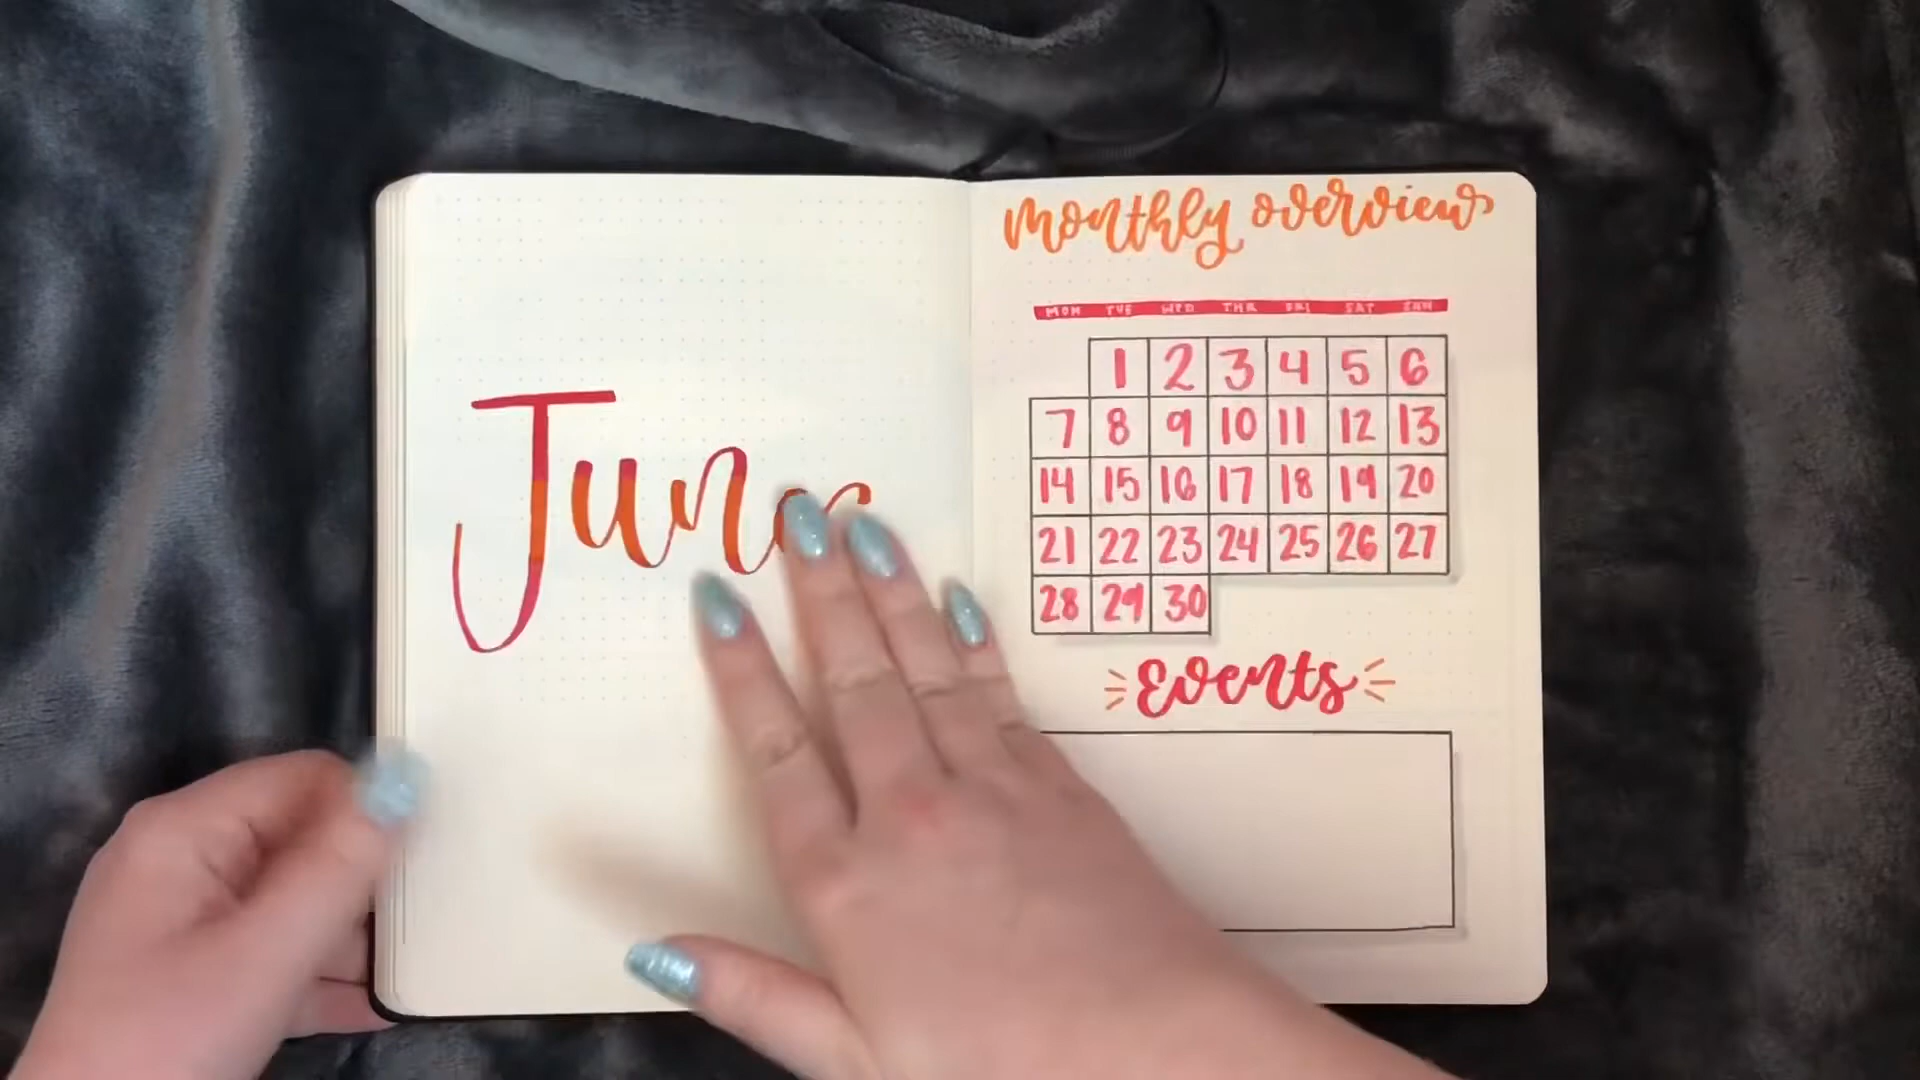 June
monthly overview
MON TUE WED THR FRI SAT SUN
1 2 3 4 5 6
7 8 9 10 11 12 13
14 15 16 17 18 19 20
21 22 23 24 25 26 27
28 29 30
Events